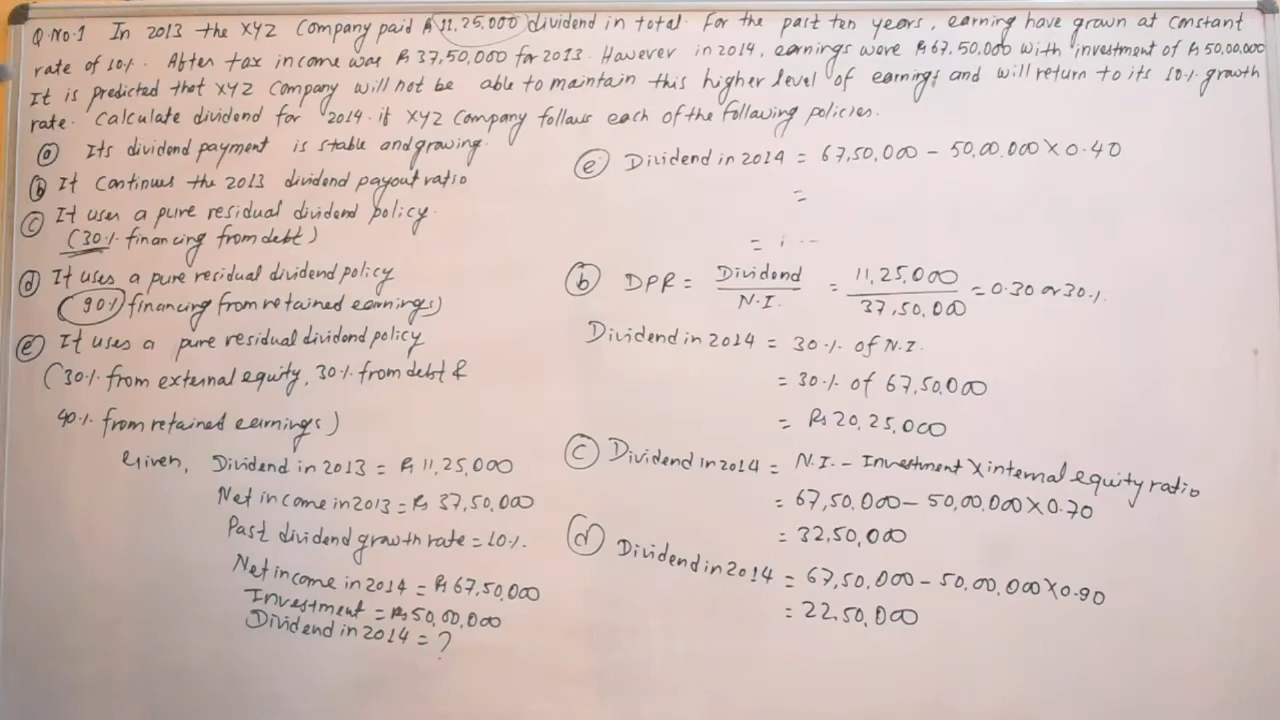 Q.No.1 In 2013 the XYZ Company paid Rs 11,25,000 dividend in total. For the past ten years, earning have grown at constant
rate of 10%. After tax income was Rs 37,50,000 for 2013. However in 2014, earnings were Rs 67,50,000 with investment of Rs 50,00,000
It is predicted that XYZ Company will not be able to maintain this higher level of earnings and will return to its 10% growth
rate. Calculate dividend for 2014. if XYZ Company follows each of the following policies.
(a) Its dividend payment is stable and growing.
(b) It continues the 2013 dividend payout ratio
(c) It uses a pure residual dividend policy.
(30% financing from debt)
(d) It uses a pure residual dividend policy
(90% financing from retained earnings)
(e) It uses a pure residual dividend policy
(30% from external equity, 30% from debt &
40% from retained earnings)
Given, Dividend in 2013 = Rs 11,25,000
Net income in 2013 = Rs 37,50,000
Past dividend growth rate = 10%.
Net income in 2014 = Rs 67,50,000
Investment = Rs 50,00,000
Dividend in 2014 = ?
(e) Dividend in 2014 = 67,50,000 - 50,00,000 X 0.40
=
=
(b) DPR = Dividend / N.I. = 11,25,000 / 37,50,000 = 0.30 or 30%.
Dividend in 2014 = 30% of N.I.
= 30% of 67,50,000
= Rs 20,25,000
(c) Dividend in 2014 = N.I. - Investment X internal equity ratio
= 67,50,000 - 50,00,000 X 0.70
= 32,50,000
(d) Dividend in 2014 = 67,50,000 - 50,00,000 X 0.90
= 22,50,000